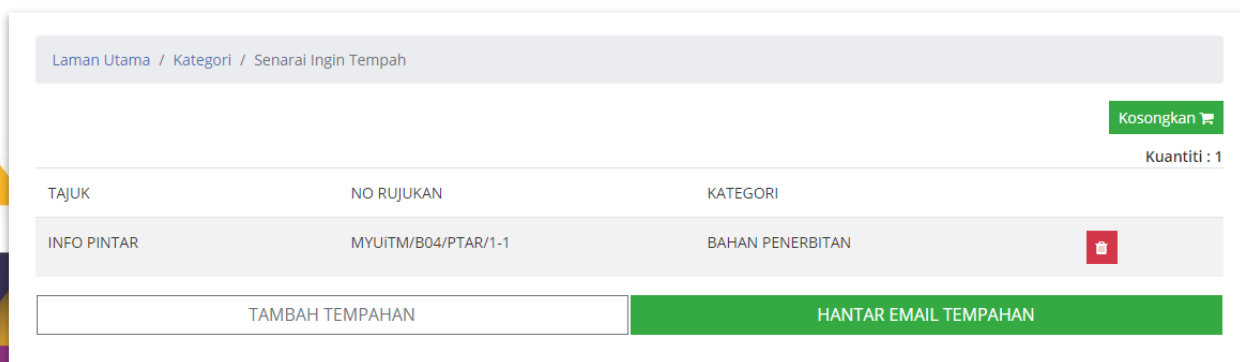 Laman Utama / Kategori / Senarai Ingin Tempah
Kosongkan
Kuantiti : 1
TAJUK NO RUJUKAN KATEGORI
INFO PINTAR MYUiTM/B04/PTAR/1-1 BAHAN PENERBITAN
TAMBAH TEMPAHAN HANTAR EMAIL TEMPAHAN